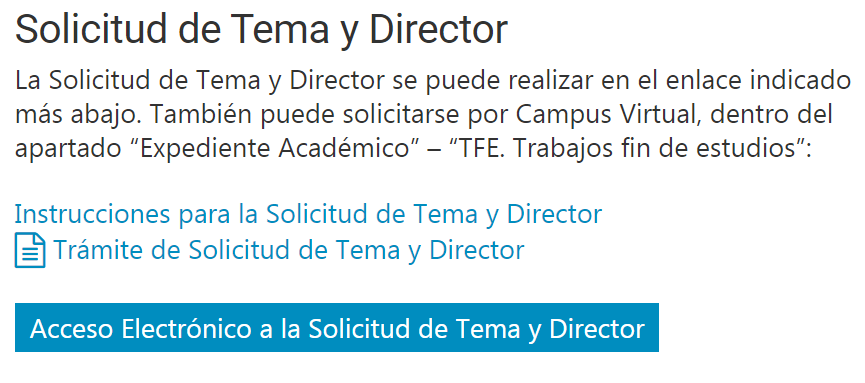 Solicitud de Tema y Director
La Solicitud de Tema y Director se puede realizar en el enlace indicado
más abajo. También puede solicitarse por Campus Virtual, dentro del
apartado “Expediente Académico” – “TFE. Trabajos fin de estudios”:
Instrucciones para la Solicitud de Tema y Director
Trámite de Solicitud de Tema y Director
Acceso Electrónico a la Solicitud de Tema y Director